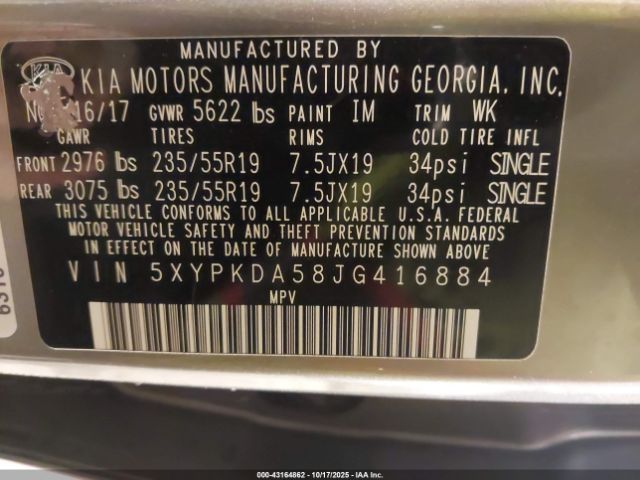 MANUFACTURED BY
KIA KIA MOTORS MANUFACTURING GEORGIA, INC.
16/17 GVWR 5622 lbs PAINT IM TRIM WK
GAWR TIRES RIMS COLD TIRE INFL
FRONT 2976 lbs 235/55R19 7.5JX19 34psi SINGLE
REAR 3075 lbs 235/55R19 7.5JX19 34psi SINGLE
THIS VEHICLE CONFORMS TO ALL APPLICABLE U.S.A. FEDERAL
MOTOR VEHICLE SAFETY AND THEFT PREVENTION STANDARDS
IN EFFECT ON THE DATE OF MANUFACTURE SHOWN ABOVE.
VIN 5XYPKDA58JG416884
MPV
000-43164862 - 10/17/2025 - IAA Inc.